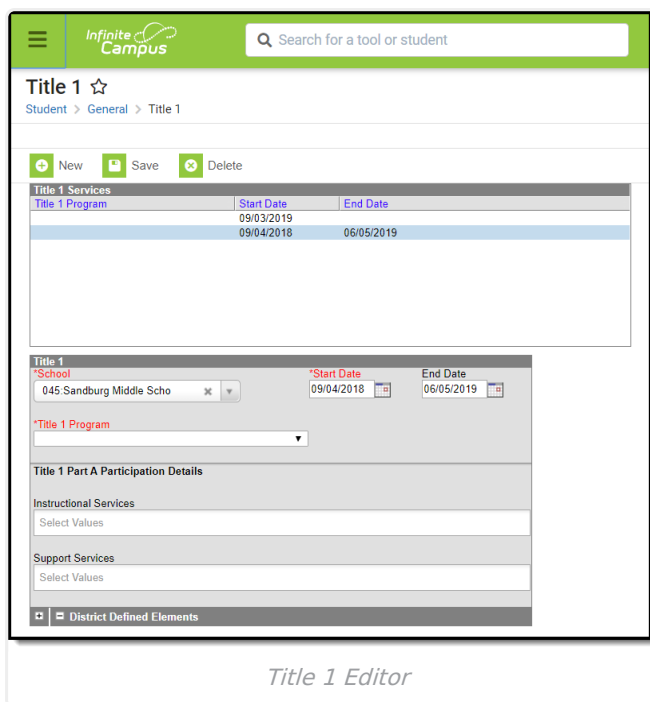 Infinite Campus
Search for a tool or student
Title 1
Student > General > Title 1
New Save Delete
Title 1 Services
Title 1 Program Start Date End Date
09/03/2019
09/04/2018 06/05/2019
Title 1
*School *Start Date End Date
045:Sandburg Middle Scho 09/04/2018 06/05/2019
*Title 1 Program
Title 1 Part A Participation Details
Instructional Services
Select Values
Support Services
Select Values
District Defined Elements
Title 1 Editor